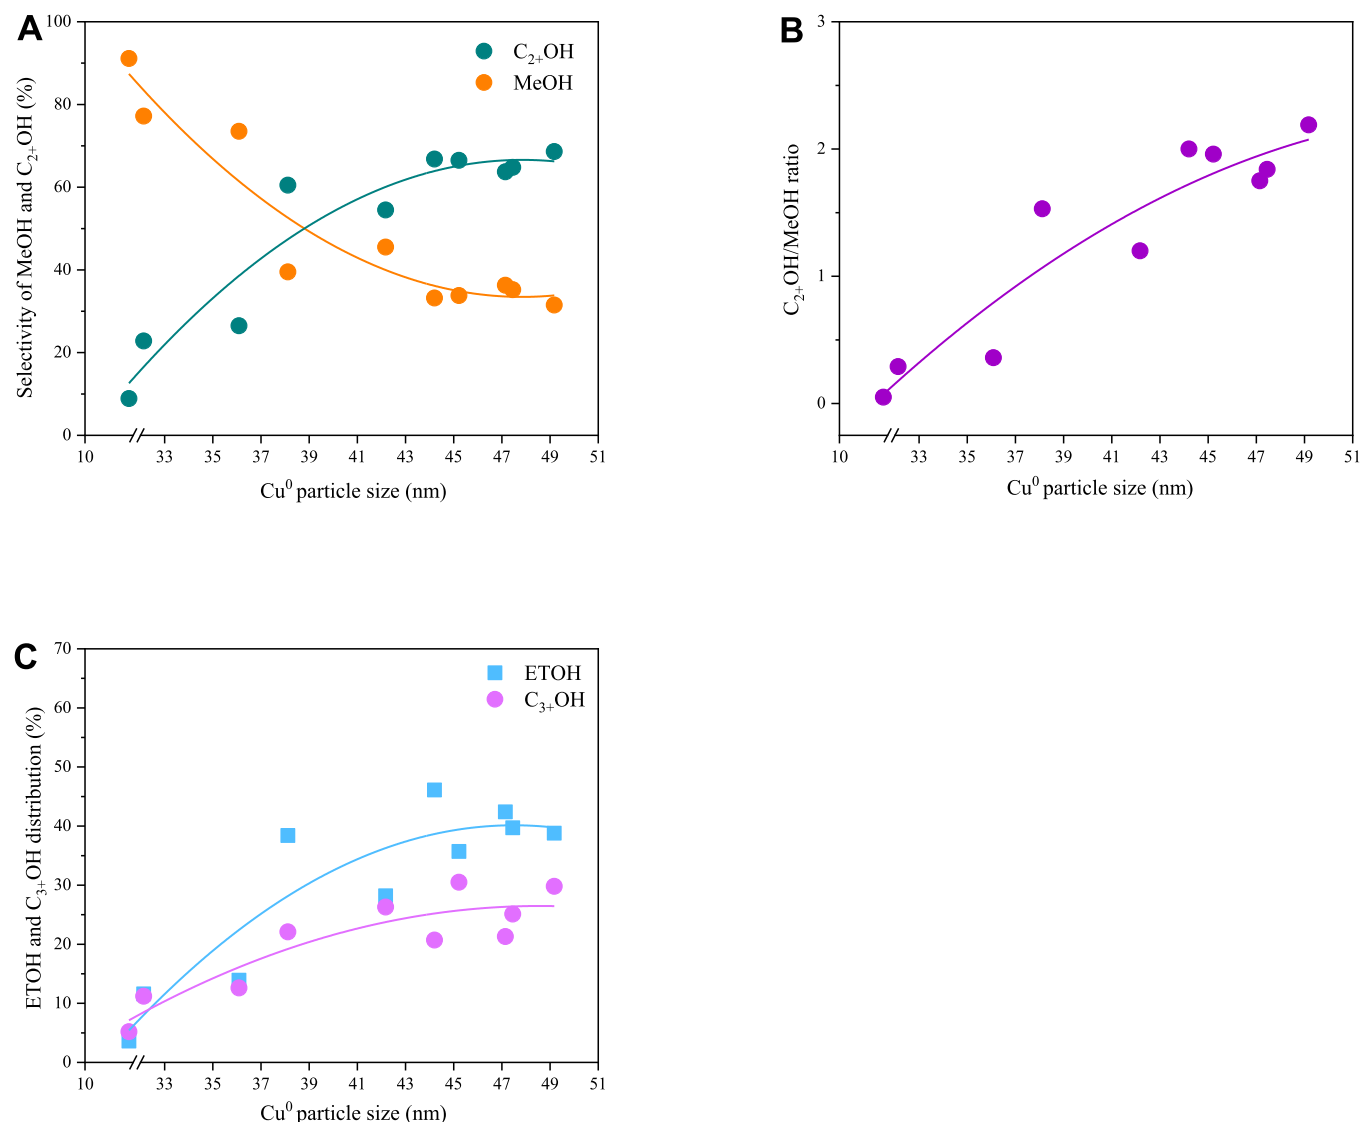 A
Selectivity of MeOH and C₂₊OH (%)
100
80
60
40
20
0
C₂₊OH
MeOH
10 33 35 37 39 41 43 45 47 49 51
Cu⁰ particle size (nm)
B
C₂₊OH/MeOH ratio
3
2
1
0
10 33 35 37 39 41 43 45 47 49 51
Cu⁰ particle size (nm)
C
ETOH and C₃₊OH distribution (%)
70
60
50
40
30
20
10
0
ETOH
C₃₊OH
10 33 35 37 39 41 43 45 47 49 51
Cu⁰ particle size (nm)